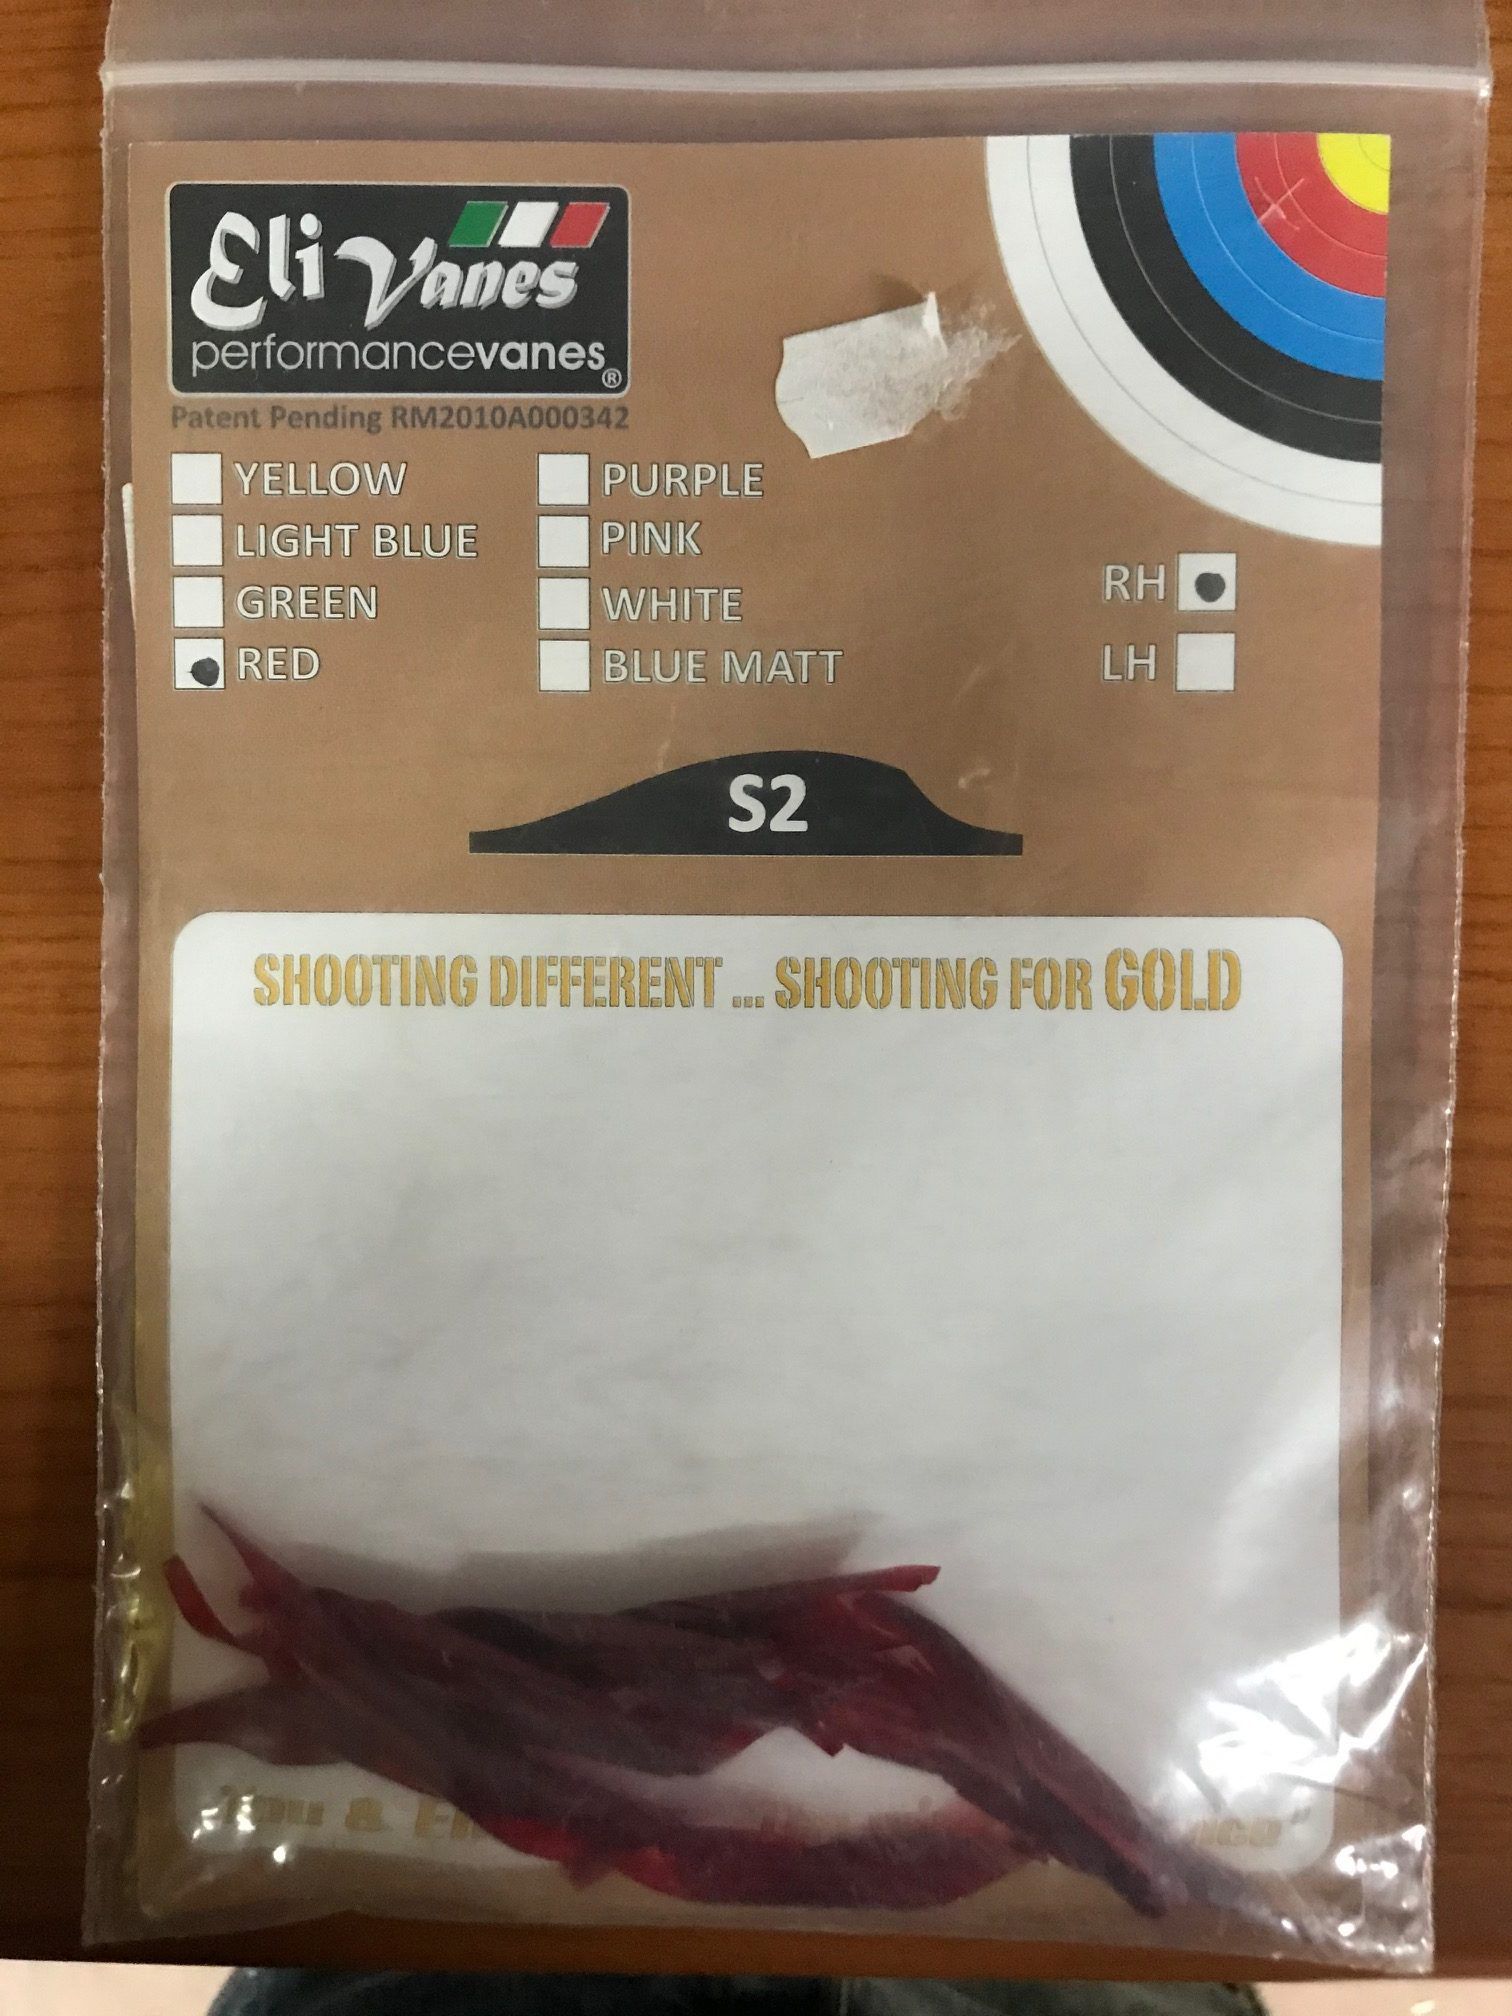 Eli Vanes
performancevanes®
Patent Pending RM2010A000342
YELLOW
LIGHT BLUE
GREEN
RED
PURPLE
PINK
WHITE
BLUE MATT
RH
LH
S2
SHOOTING DIFFERENT ... SHOOTING FOR GOLD
You &